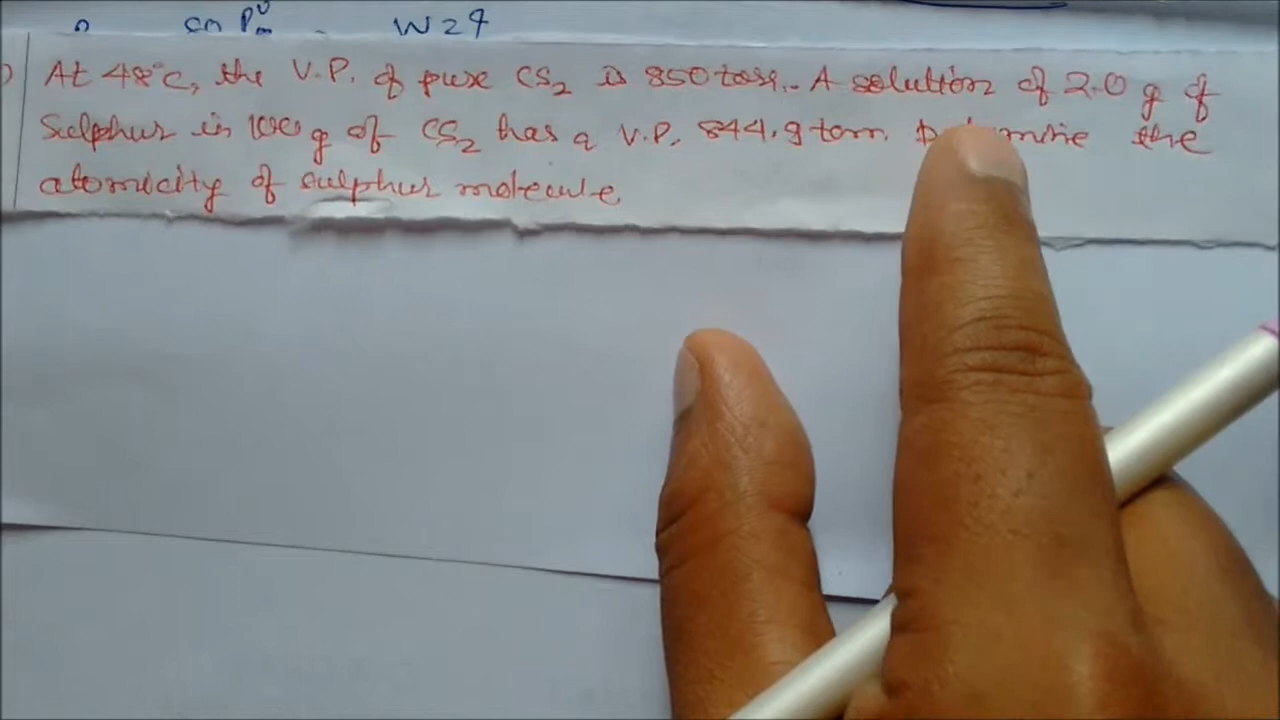 W29
) At 48°C, the V.P. of pure CS₂ is 850 torr. A solution of 2.0 g of
Sulphur in 100 g of CS₂ has a V.P. 844.9 torr. the
atomicity of sulphur molecule